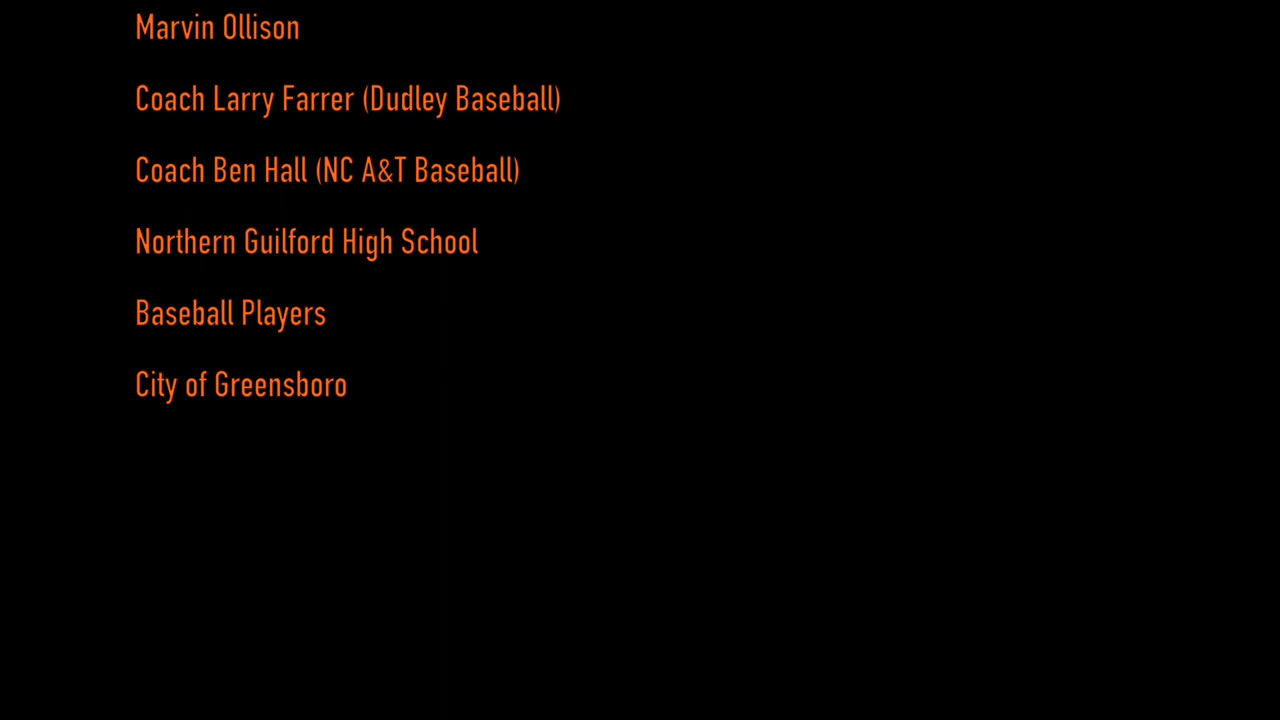 Marvin Ollison
Coach Larry Farrer (Dudley Baseball)
Coach Ben Hall (NC A&T Baseball)
Northern Guilford High School
Baseball Players
City of Greensboro